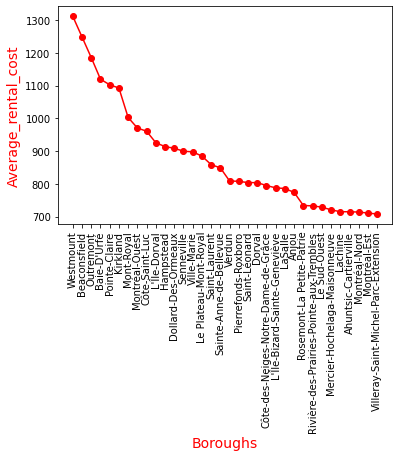 1300
1200
1100
1000
900
800
700
Average_rental_cost
Westmount
Beaconsfield
Outremont
Baie-D'Urfé
Pointe-Claire
Kirkland
Mont-Royal
Montréal-Ouest
Côte-Saint-Luc
L'Île-Dorval
Hampstead
Dollard-Des-Ormeaux
Senneville
Ville-Marie
Le Plateau-Mont-Royal
Saint-Laurent
Sainte-Anne-de-Bellevue
Verdun
Pierrefonds-Roxboro
Saint-Leonard
Dorval
Côte-des-Neiges-Notre-Dame-de-Grâce
L'Île-Bizard-Sainte-Geneviève
LaSalle
Anjou
Rosemont-La Petite-Patrie
Rivière-des-Prairies-Pointe-aux-Trembles
Le Sud-Ouest
Mercier-Hochelaga-Maisonneuve
Lachine
Ahuntsic-Cartierville
Montréal-Nord
Montréal-Est
Villeray-Saint-Michel-Parc-Extension
Boroughs